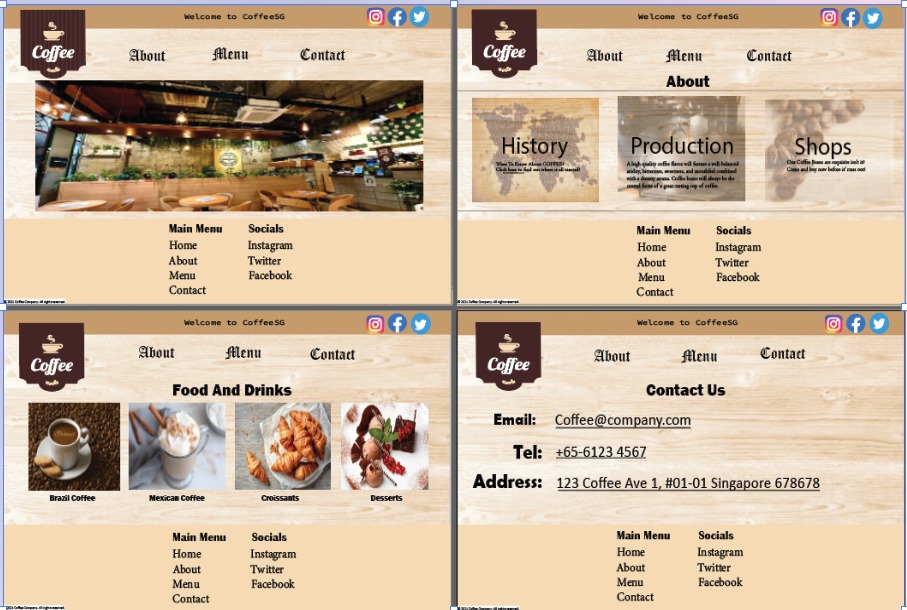 Welcome to CoffeeSG
Coffee
About Menu Contact
Main Menu Socials
Home Instagram
About Twitter
Menu Facebook
Contact
© 2021 Coffee Company. All rights reserved.
Welcome to CoffeeSG
Coffee
About Menu Contact
About
History
Want To Know About COFFEE?
Click here to find out where it all started!
Production
A high-quality coffee flavor will feature a well-balanced
acidity, bitterness, sweetness, and mouthfeel combined
with a dreamy aroma. Coffee beans will always be the
central focus of a great-tasting cup of coffee.
Shops
Our Coffee Beans are exquisite isn't it?
Come and buy now before it runs out!
Main Menu Socials
Home Instagram
About Twitter
Menu Facebook
Contact
© 2021 Coffee Company. All rights reserved.
Welcome to CoffeeSG
Coffee
About Menu Contact
Food And Drinks
Brazil Coffee Mexican Coffee Croissants Desserts
Main Menu Socials
Home Instagram
About Twitter
Menu Facebook
Contact
© 2021 Coffee Company. All rights reserved.
Welcome to CoffeeSG
Coffee
About Menu Contact
Contact Us
Email: Coffee@company.com
Tel: +65-6123 4567
Address: 123 Coffee Ave 1, #01-01 Singapore 678678
Main Menu Socials
Home Instagram
About Twitter
Menu Facebook
Contact
© 2021 Coffee Company. All rights reserved.